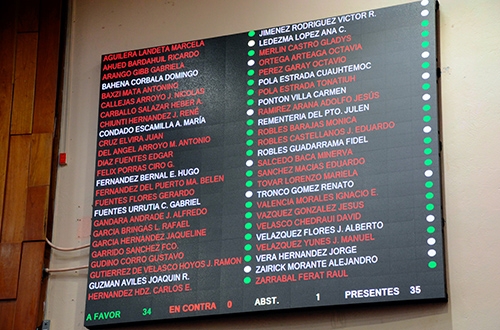 AGUILERA LANDETA MARCELA
AHUED BARDAHUIL RICARDO
ARANGO GIBB GABRIELA
BAHENA CORBALA DOMINGO
BAXZI MATA ANTONINO
CALLEJAS ARROYO J. NICOLAS
CARBALLO SALAZAR HEBER A.
CHIUNTI HERNANDEZ J. RENÉ
CONDADO ESCAMILLA A. MARÍA
CRUZ ELVIRA JUAN
DEL ANGEL ARROYO M. ANTONIO
DIAZ FUENTES EDGAR
FELIX PORRAS CIRO G.
FERNANDEZ BERNAL E. HUGO
FERNANDEZ DEL PUERTO MÁ. BELEN
FUENTES FLORES GERARDO
FUENTES URRUTIA C. GABRIEL
GANDARA ANDRADE J. ALFREDO
GARCIA BRINGAS L. RAFAEL
GARCIA HERNANDEZ JAQUELINE
GARRIDO SANCHEZ FCO.
GUDINO CORRO GUSTAVO
GUTIERREZ DE VELASCO HOYOS J. RAMON
GUZMAN AVILES JOAQUIN R.
HERNANDEZ HDZ. CARLOS E.
JIMENEZ RODRIGUEZ VICTOR R.
LEDEZMA LOPEZ ANA C.
MERLIN CASTRO GLADYS
ORTEGA ARTEAGA OCTAVIA
PEREZ GARAY OCTAVIO
POLA ESTRADA CUAUHTEMOC
POLA ESTRADA TONATIUH
PONTON VILLA CARMEN
RAMIREZ ARANA ADOLFO JESÚS
REMENTERIA DEL PTO. JULEN
ROBLES BARAJAS MONICA
ROBLES CASTELLANOS J. EDUARDO
ROBLES GUADARRAMA FIDEL
SALCEDO BACA MINERVA
SANCHEZ MACIAS EDUARDO
TOVAR LORENZO MARIELA
TRONCO GOMEZ RENATO
VALENCIA MORALES IGNACIO E.
VAZQUEZ GONZALEZ JESUS
VELASCO CHEDRAUI DAVID
VELAZQUEZ FLORES J. ALBERTO
VELAZQUEZ YUNES J. MANUEL
VERA HERNANDEZ JORGE
ZAIRICK MORANTE ALEJANDRO
ZARRABAL FERAT RAUL
A FAVOR 34 EN CONTRA 0 ABST. 1 PRESENTES 35